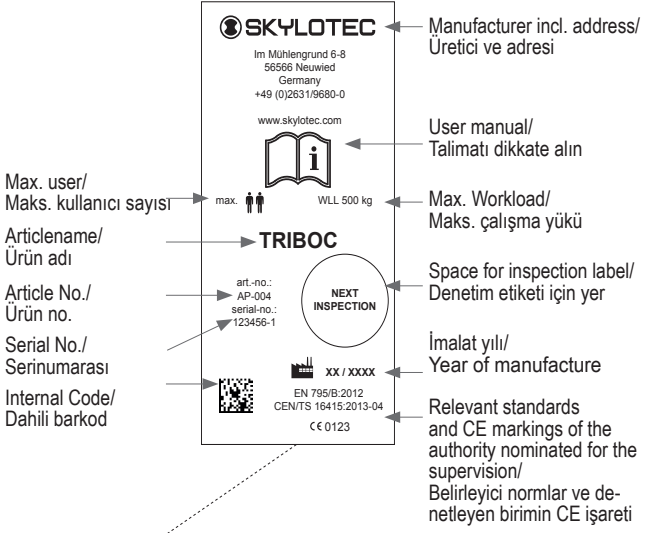 SKYLOTEC
Im Mühlengrund 6-8
56566 Neuwied
Germany
+49 (0)2631/9680-0
www.skylotec.com
i
max.
WLL 500 kg
TRIBOC
art.-no.:
AP-004
serial-no.:
123456-1
NEXT
INSPECTION
XX / XXXX
EN 795/B:2012
CEN/TS 16415:2013-04
CE 0123
Max. user/
Maks. kullanıcı sayısı
Articlename/
Ürün adı
Article No./
Ürün no.
Serial No./
Serinumarası
Internal Code/
Dahili barkod
Manufacturer incl. address/
Üretici ve adresi
User manual/
Talimatı dikkate alın
Max. Workload/
Maks. çalışma yükü
Space for inspection label/
Denetim etiketi için yer
İmalat yılı/
Year of manufacture
Relevant standards
and CE markings of the
authority nominated for the
supervision/
Belirleyici normlar ve de-
netleyen birimin CE işareti